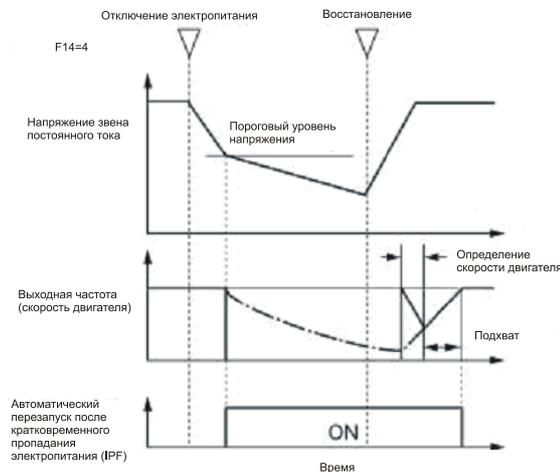 Отключение электропитания
Восстановление
F14=4
Напряжение звена
постоянного тока
Пороговый уровень
напряжения
Определение
скорости двигателя
Выходная частота
(скорость двигателя)
Подхват
Автоматический
перезапуск после
кратковременного
пропадания
электропитания (IPF)
ON
Время